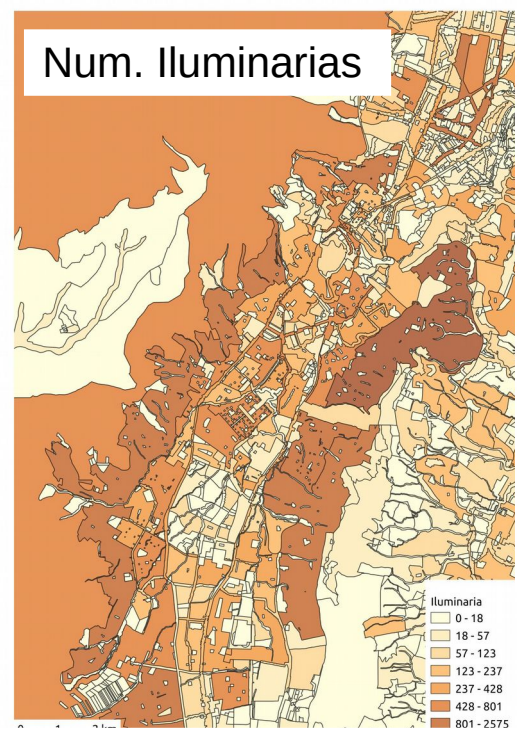 Num. Iluminarias
Iluminaria
0 - 18
18 - 57
57 - 123
123 - 237
237 - 428
428 - 801
801 - 2575